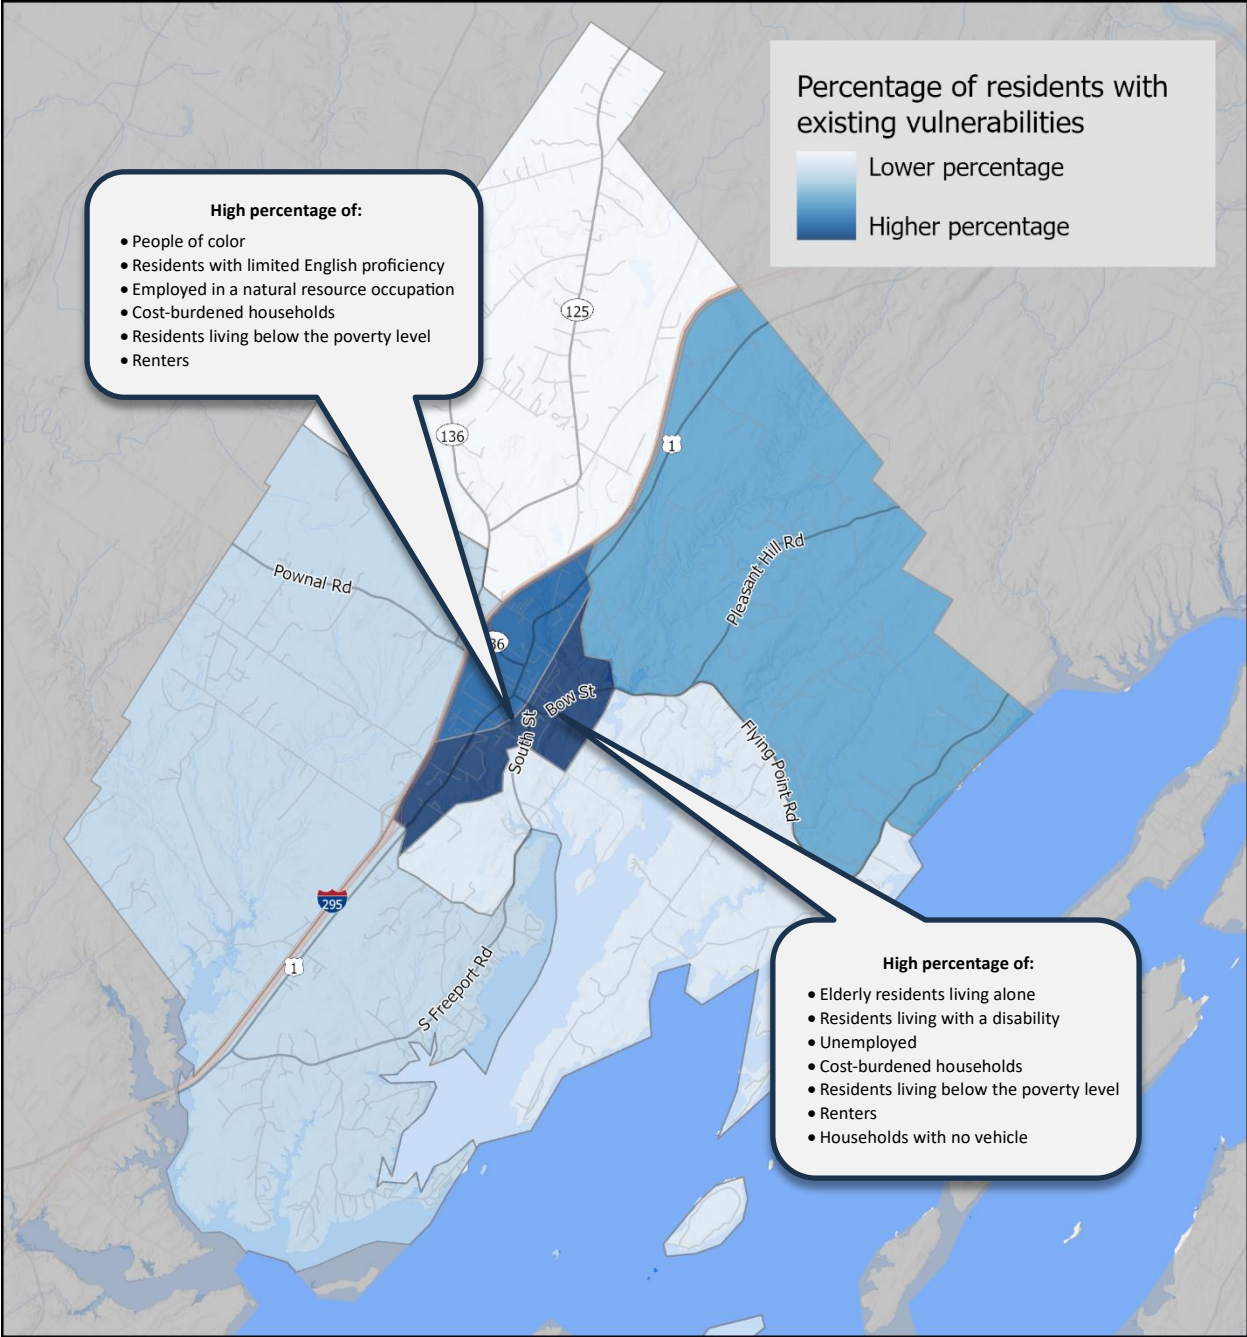 Percentage of residents with
existing vulnerabilities
Lower percentage
Higher percentage
High percentage of:
• People of color
• Residents with limited English proficiency
• Employed in a natural resource occupation
• Cost-burdened households
• Residents living below the poverty level
• Renters
125
136
1
Pownal Rd
Pleasant Hill Rd
36
Bow St
South St
Flying Point Rd
295
1
S Freeport Rd
High percentage of:
• Elderly residents living alone
• Residents living with a disability
• Unemployed
• Cost-burdened households
• Residents living below the poverty level
• Renters
• Households with no vehicle